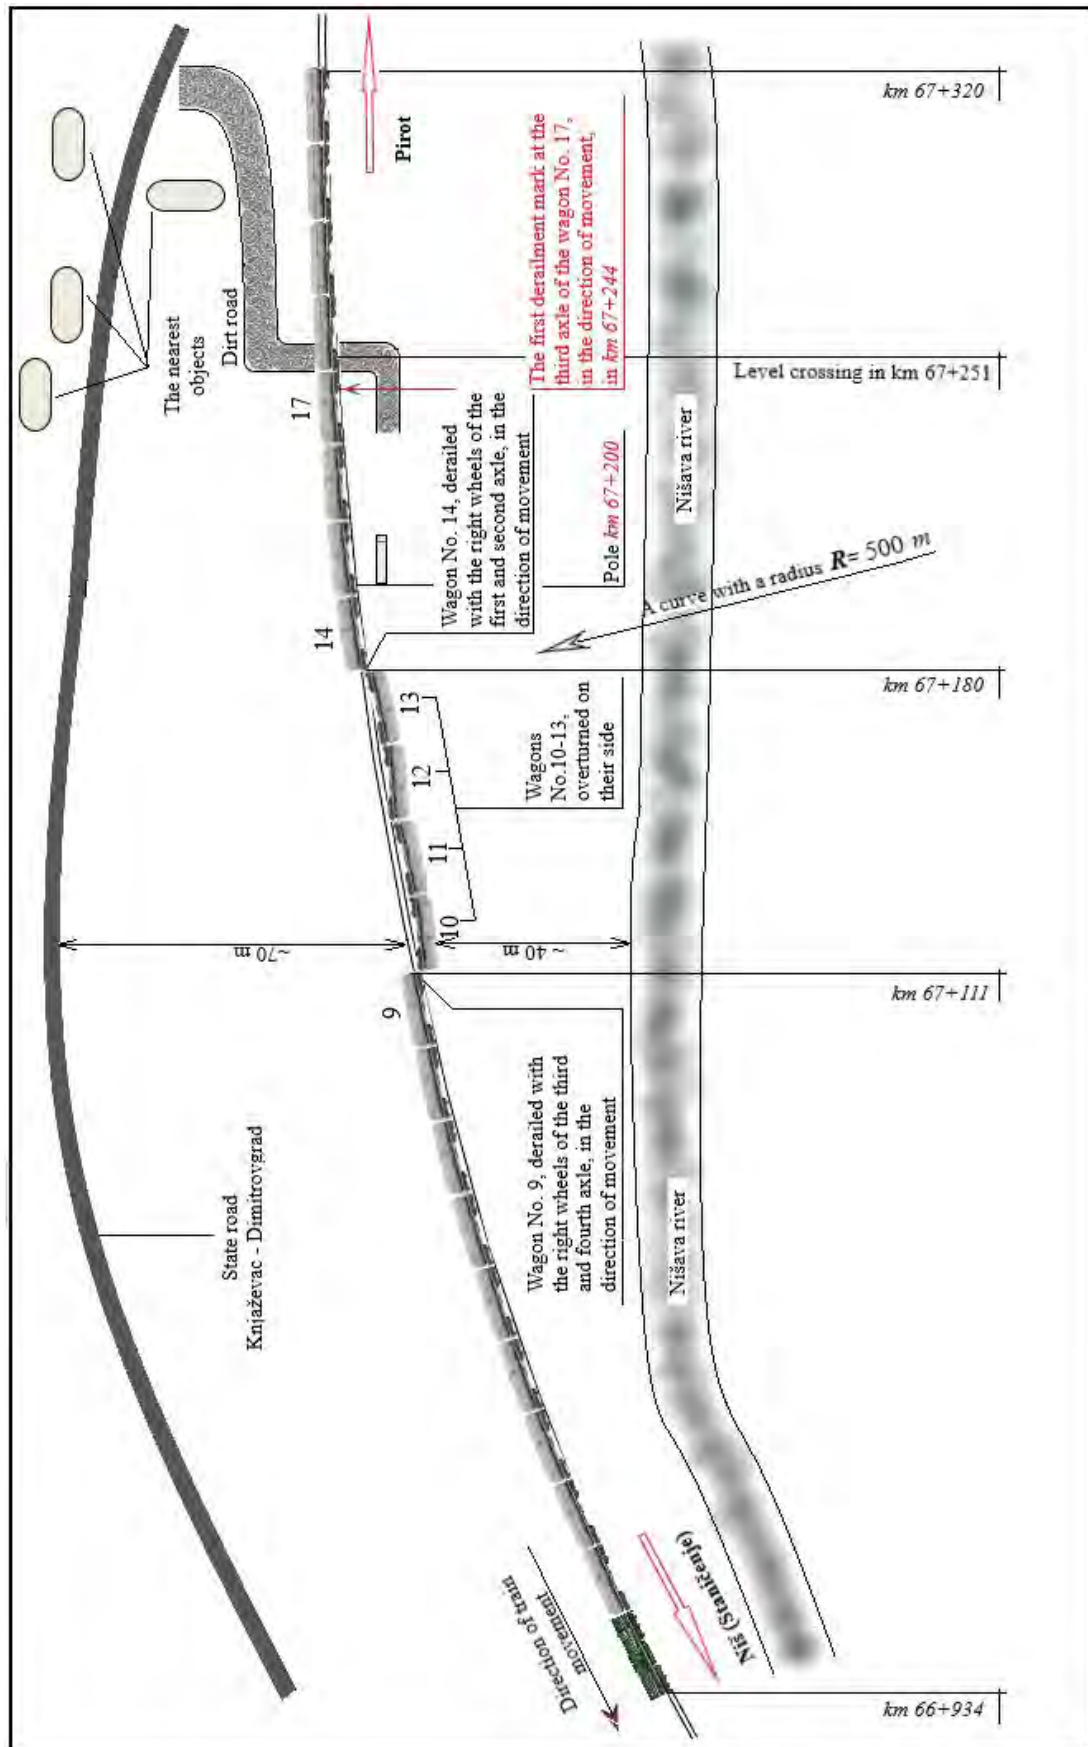 km 67+320
Pirot
The first derailment mark at the
third axle of the wagon No. 17,
in the direction of movement,
in km 67+244
The nearest
objects
Dirt road
Level crossing in km 67+251
17
Wagon No. 14, derailed
with the right wheels of the
first and second axle, in the
direction of movement
Pole km 67+200
Nišava river
A curve with a radius R= 500 m
14
km 67+180
13
12
11
10
Wagons
No.10-13,
overturned on
their side
~70 m
~ 40 m
km 67+111
9
Wagon No. 9, derailed with
the right wheels of the third
and fourth axle, in the
direction of movement
State road
Knjaževac - Dimitrovgrad
Nišava river
Direction of train
movement
Niš (Staničenje)
km 66+934